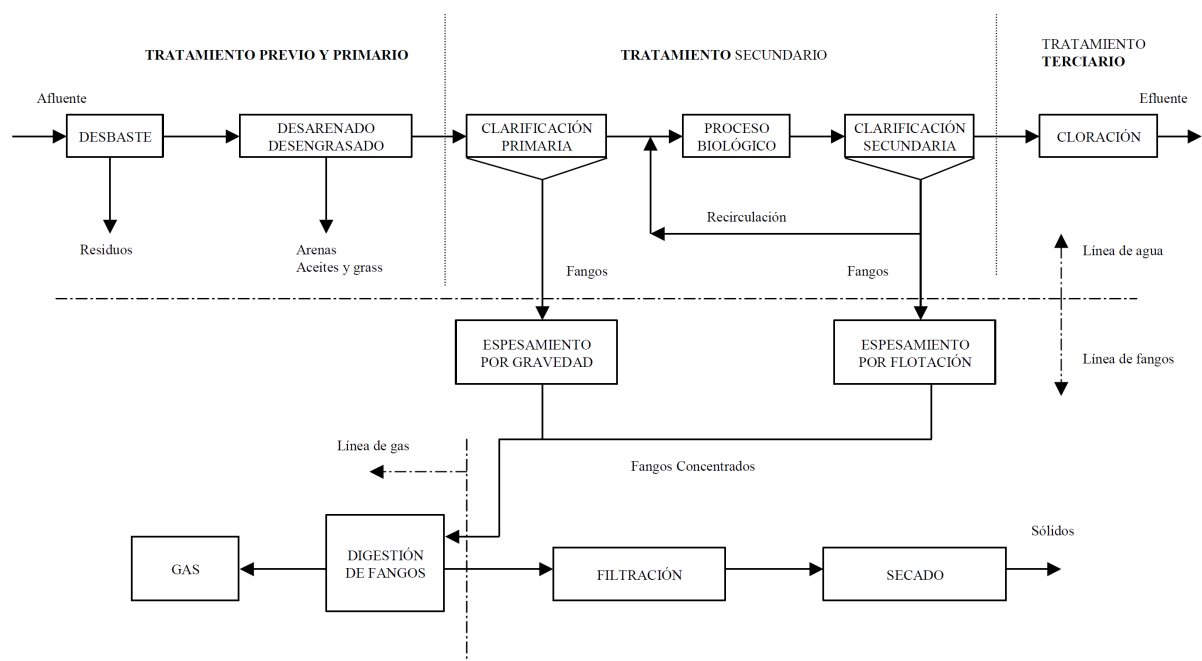 TRATAMIENTO PREVIO Y PRIMARIO
TRATAMIENTO SECUNDARIO
TRATAMIENTO
TERCIARIO
Afluente
Efluente
DESBASTE
DESARENADO
DESENGRASADO
CLARIFICACIÓN
PRIMARIA
PROCESO
BIOLÓGICO
CLARIFICACIÓN
SECUNDARIA
CLORACIÓN
Recirculación
Residuos
Arenas
Aceites y grass
Línea de agua
Fangos
Fangos
ESPESAMIENTO
POR GRAVEDAD
ESPESAMIENTO
POR FLOTACIÓN
Línea de fangos
Línea de gas
Fangos Concentrados
Sólidos
GAS
DIGESTIÓN
DE FANGOS
FILTRACIÓN
SECADO